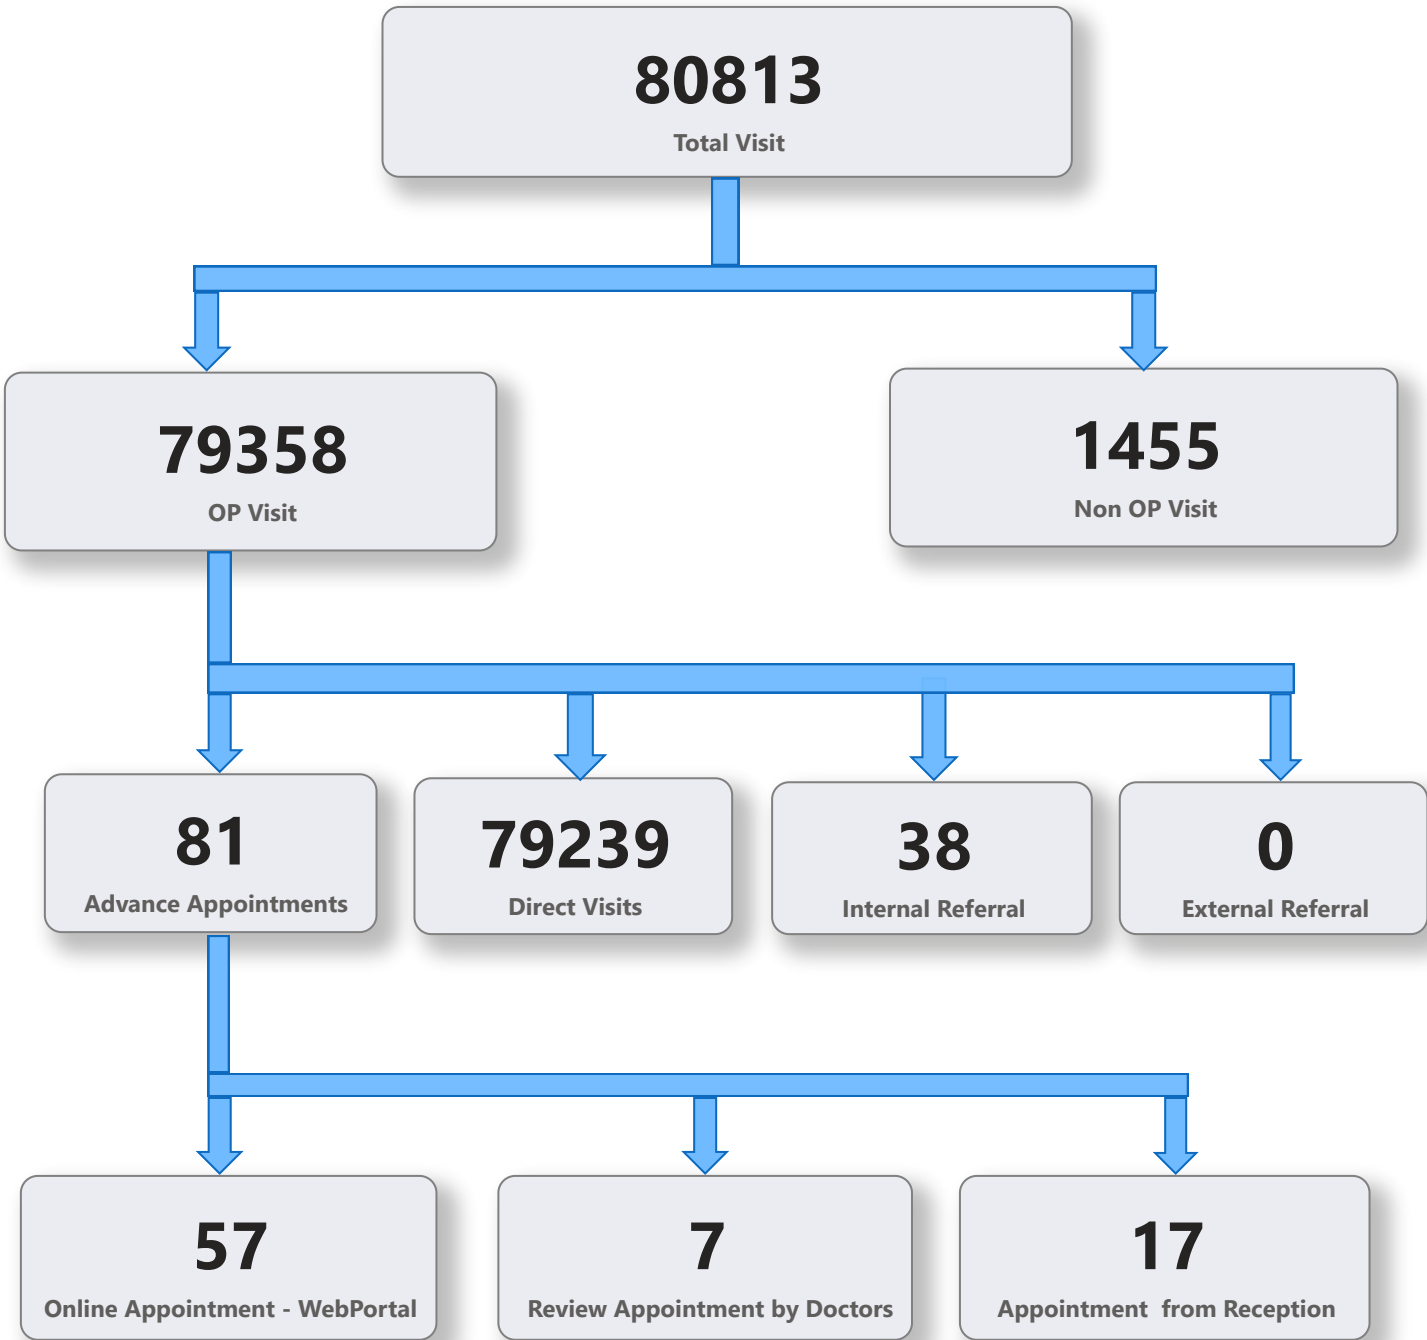 80813
Total Visit
79358
OP Visit
1455
Non OP Visit
81
Advance Appointments
79239
Direct Visits
38
Internal Referral
0
External Referral
57
Online Appointment - WebPortal
7
Review Appointment by Doctors
17
Appointment  from Reception